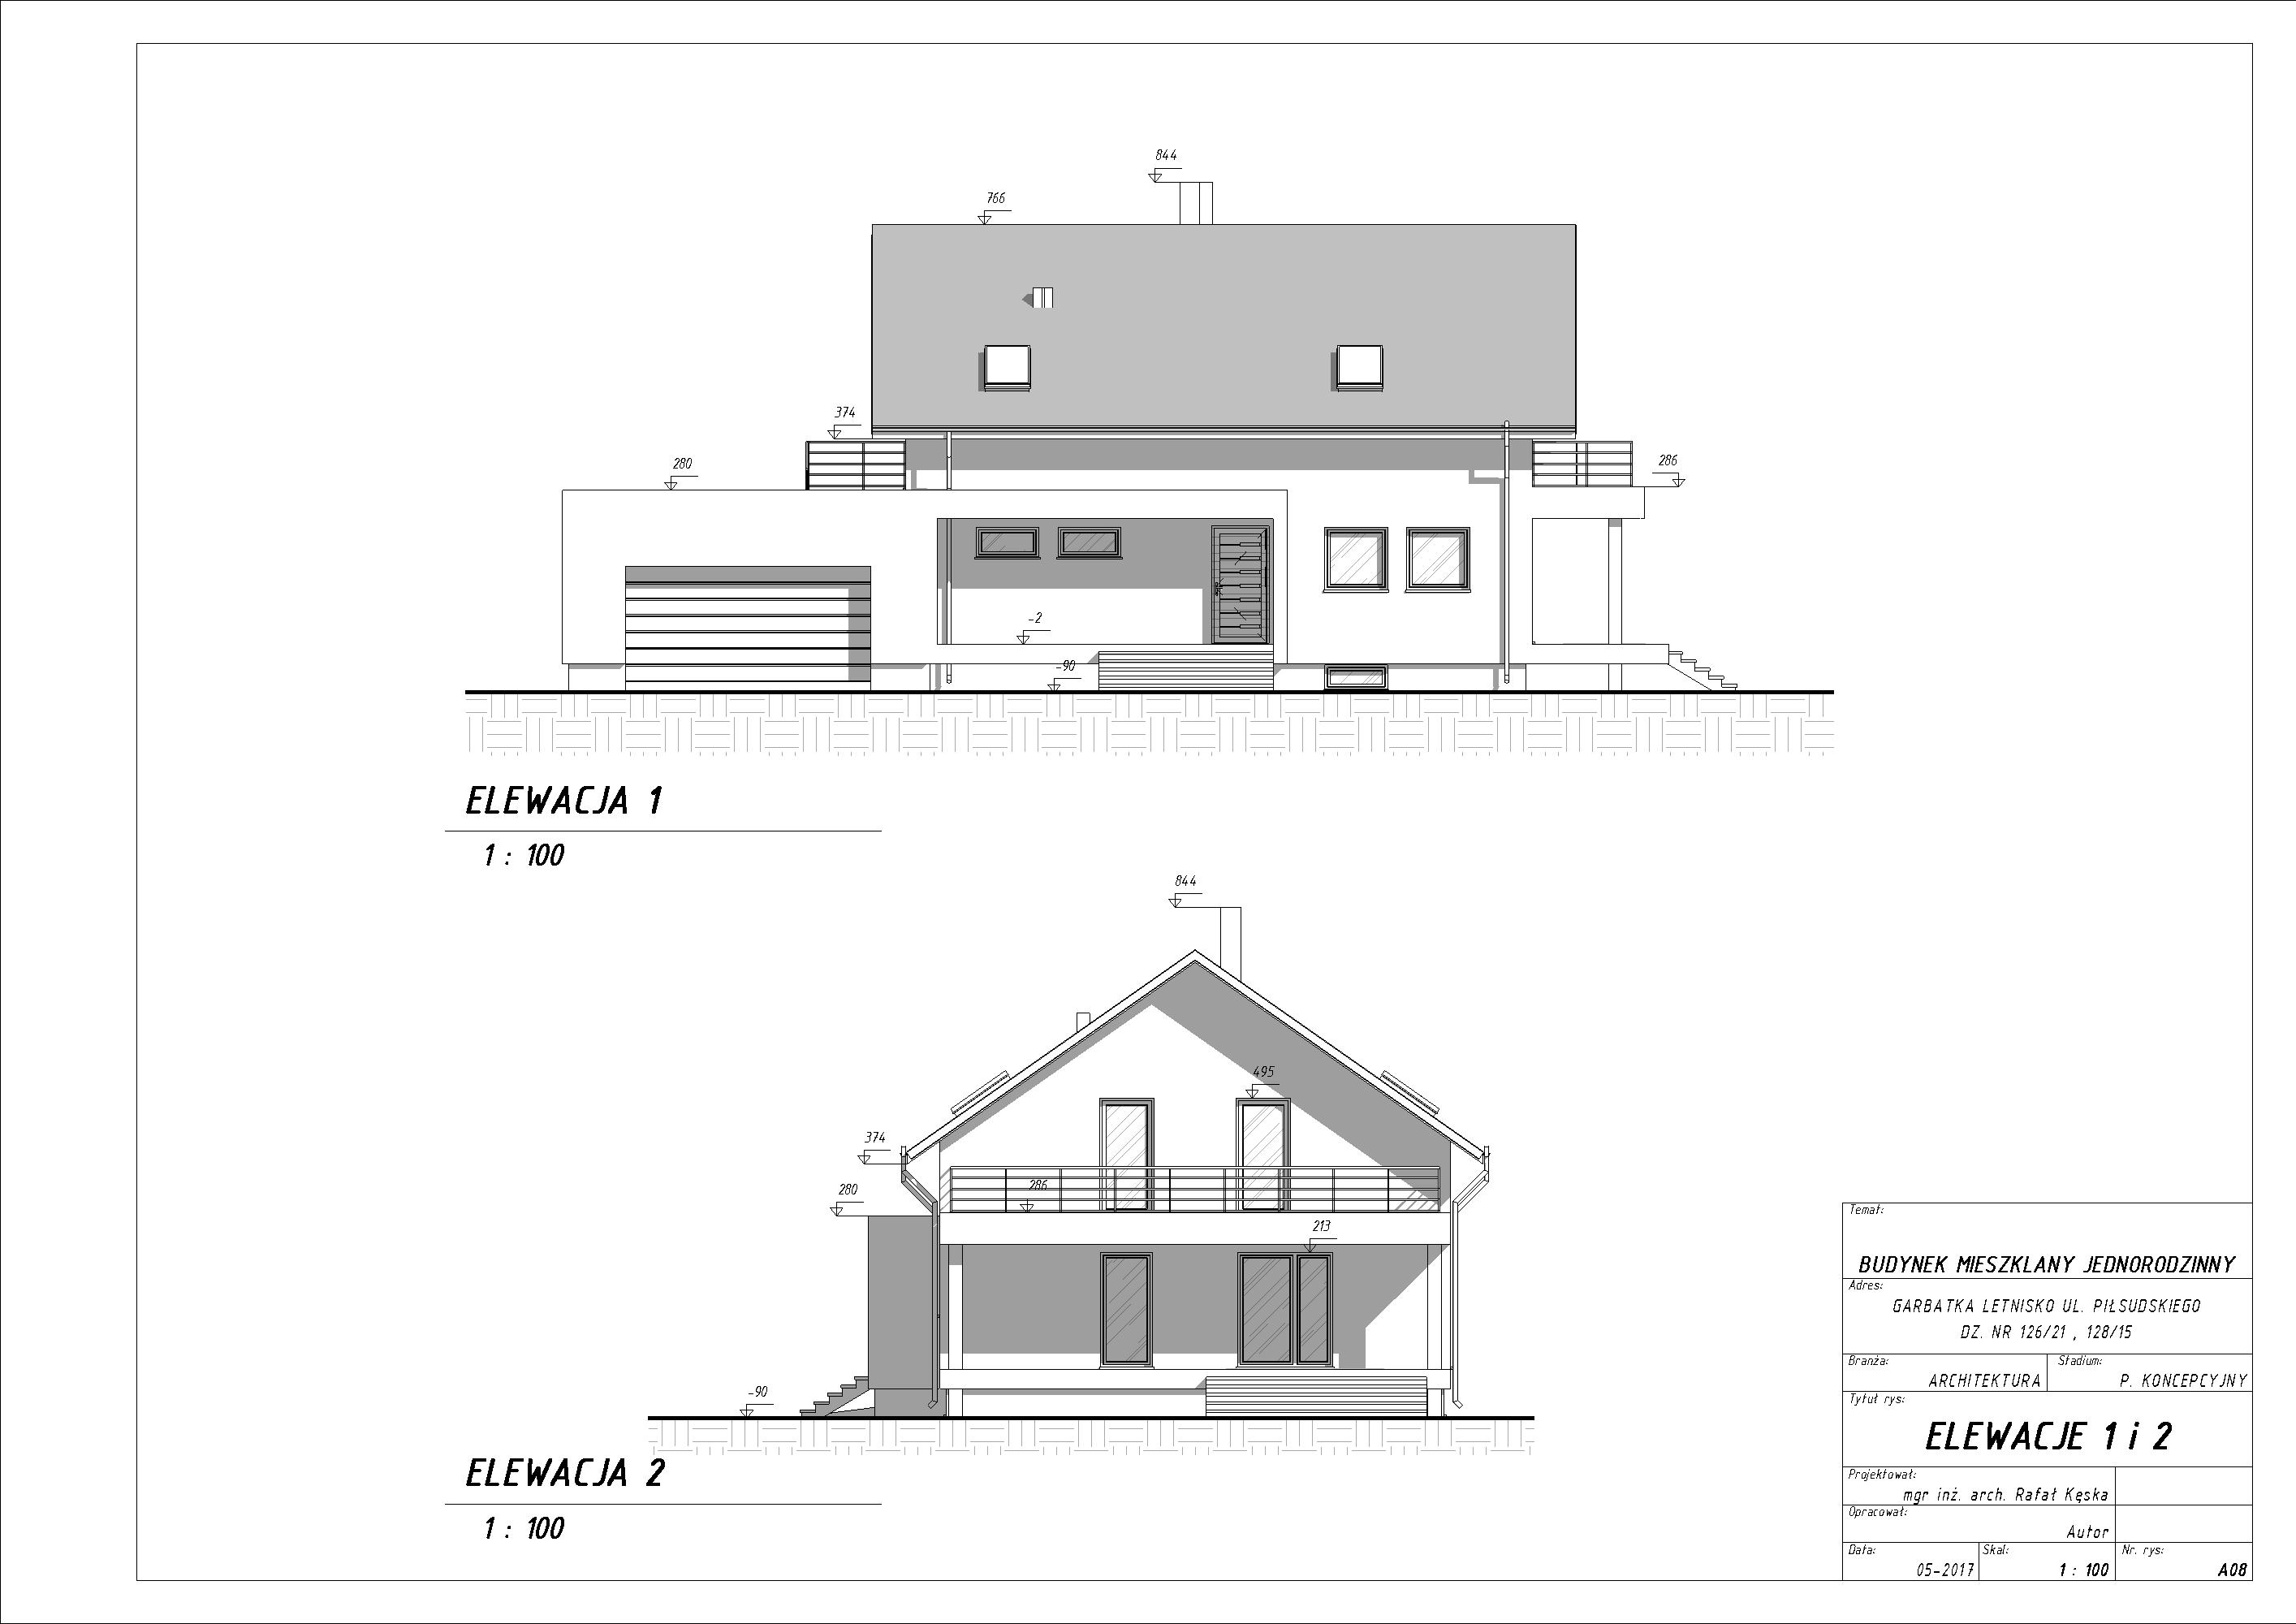 844
766
374
280
286
-2
-90
ELEWACJA 1
1 : 100
844
495
374
280
286
213
-90
ELEWACJA 2
1 : 100
Temat:
BUDYNEK MIESZKLANY JEDNORODZINNY
Adres:
GARBATKA LETNISKO UL. PIŁSUDSKIEGO
DZ. NR 126/21 , 128/15
Branża: Stadium:
ARCHITEKTURA P. KONCEPCYJNY
Tytuł rys:
ELEWACJE 1 i 2
Projektował:
mgr inż. arch. Rafał Kęska
Opracował:
Autor
Data: Skal: Nr. rys:
05-2017 1 : 100 A08